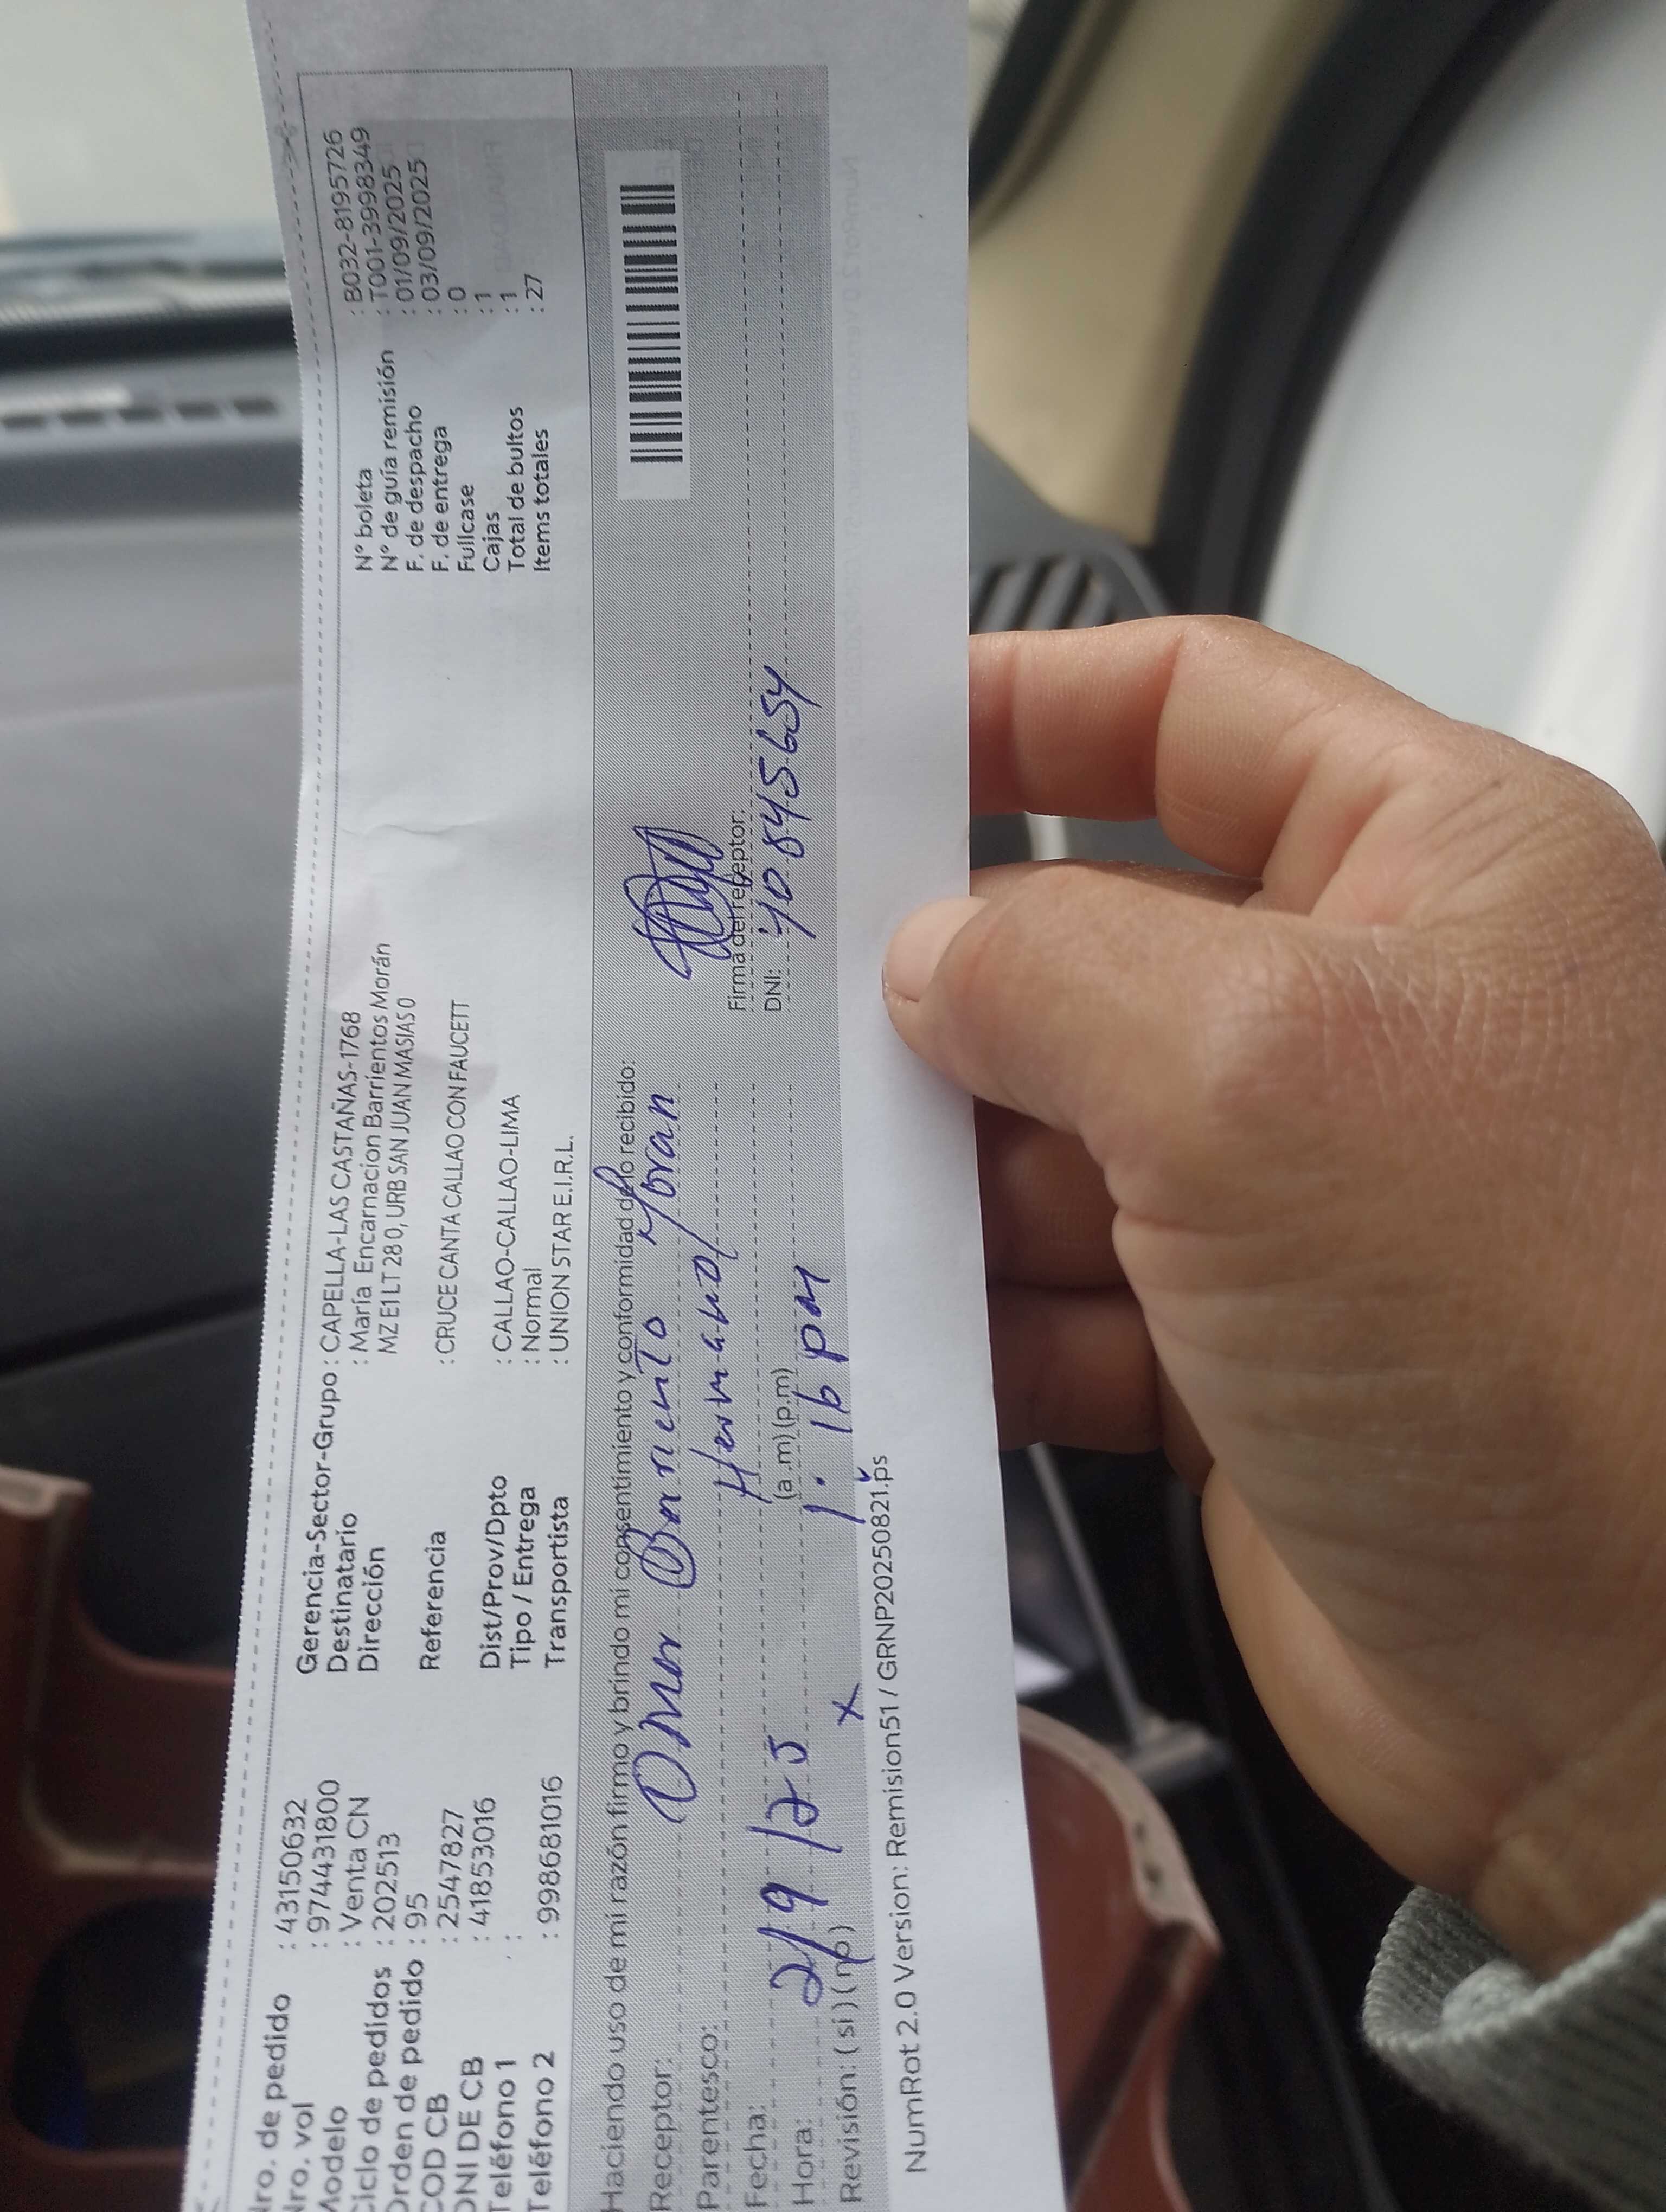 Nro. de pedido : 43150632
Nro. vol : 9744431800
Modelo : Venta CN
Ciclo de pedidos : 202513
Orden de pedido : 95
COD CB : 2547827
DNI DE CB : 41853016
Teléfono 1 :
Teléfono 2 : 998681016
Gerencia-Sector-Grupo : CAPELLA-LAS CASTAÑAS-1768
Destinatario : María Encarnacion Barrientos Morán
Dirección MZ E1 LT 28 0, URB SAN JUAN MASIAS 0
Referencia : CRUCE CANTA CALLAO CON FAUCETT
Dist/Prov/Dpto : CALLAO-CALLAO-LIMA
Tipo / Entrega : Normal
Transportista : UNION STAR E.I.R.L.
N° boleta : B032-8195726
N° de guía remisión : T001-3998349
F. de despacho : 01/09/2025
F. de entrega : 03/09/2025
Fullcase : 0
Cajas : 1
Total de bultos : 1
Items totales : 27
Haciendo uso de mi razón firmo y brindo mi consentimiento y conformidad de lo recibido:
Receptor: Omar Barriento Moran
Parentesco: Hermano
Fecha: 2/9/25
Hora: (a.m)(p.m) 1:16 pm
Revisión: (si)(no) x
Firma del receptor:
DNI: 40845654
NumRot 2.0 Version: Remision51 / GRNP20250821.ps